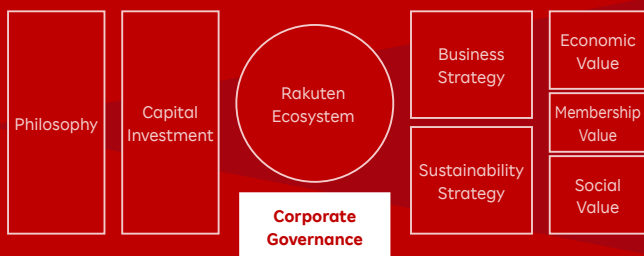 Philosophy
Capital
Investment
Rakuten
Ecosystem
Corporate
Governance
Business
Strategy
Sustainability
Strategy
Economic
Value
Membership
Value
Social
Value